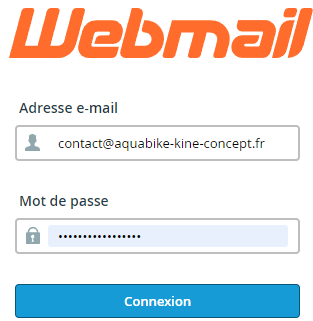 Webmail
Adresse e-mail
contact@aquabike-kine-concept.fr
Mot de passe
•••••••••••••••••
Connexion